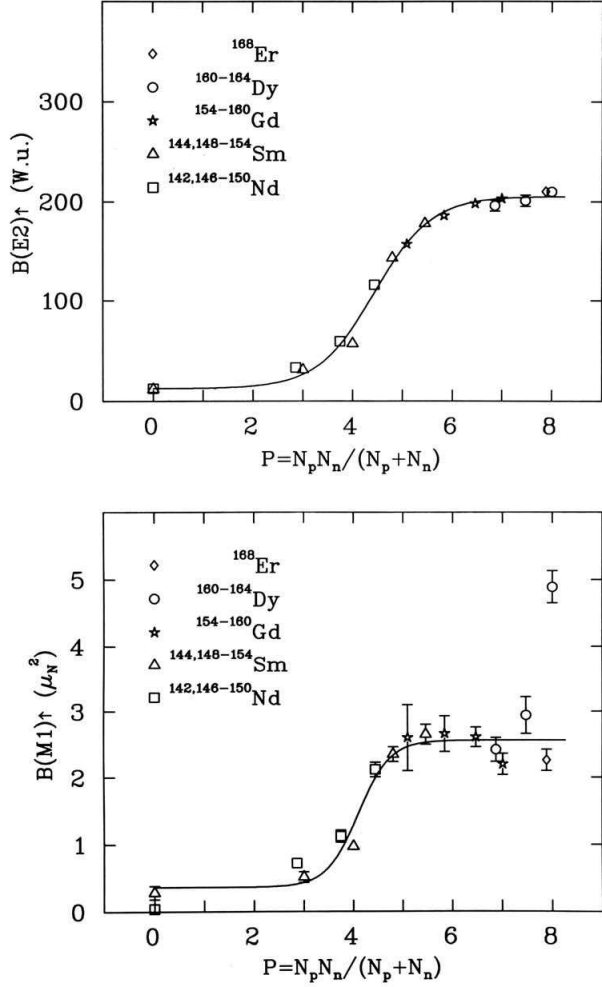 B(E2)↑ (W.u.)
300
200
100
0
¹⁶⁸Er
¹⁶⁰⁻¹⁶⁴Dy
¹⁵⁴⁻¹⁶⁰Gd
¹⁴⁴,¹⁴⁸⁻¹⁵⁴Sm
¹⁴²,¹⁴⁶⁻¹⁵⁰Nd
0 2 4 6 8
P=NₚNₙ/(Nₚ+Nₙ)
B(M1)↑ (μ_N²)
5
4
3
2
1
0
¹⁶⁸Er
¹⁶⁰⁻¹⁶⁴Dy
¹⁵⁴⁻¹⁶⁰Gd
¹⁴⁴,¹⁴⁸⁻¹⁵⁴Sm
¹⁴²,¹⁴⁶⁻¹⁵⁰Nd
0 2 4 6 8
P=NₚNₙ/(Nₚ+Nₙ)